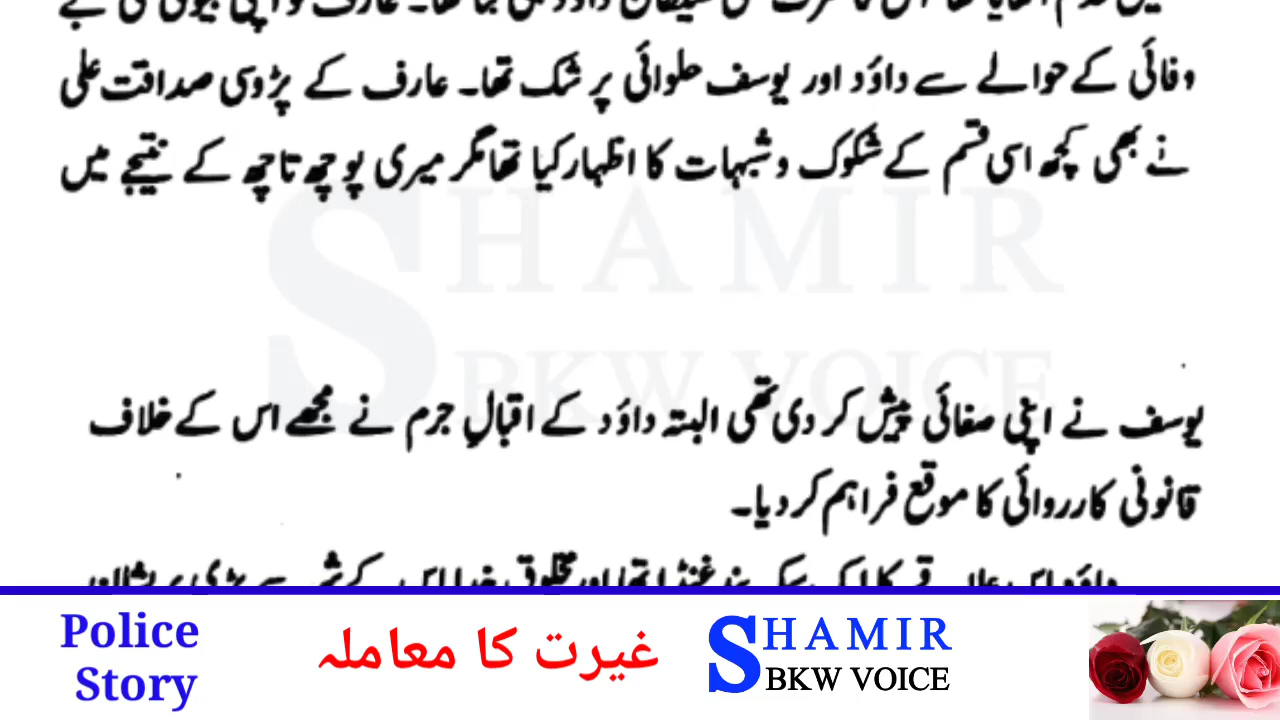 وفائی کے حوالے سے داؤد اور یوسف حلوائی پر شک تھا۔ عارف کے پڑوسی صداقت علی
نے بھی کچھ اسی قسم کے شکوک و شبہات کا اظہار کیا تھا مگر میری پوچھ تاچھ کے نتیجے میں
SHAMIR
BKW VOICE
یوسف نے اپنی صفائی پیش کر دی تھی البتہ داؤد کے اقبالِ جرم نے مجھے اس کے خلاف
قانونی کارروائی کا موقع فراہم کر دیا۔
Police
Story
غیرت کا معاملہ
SHAMIR
BKW VOICE